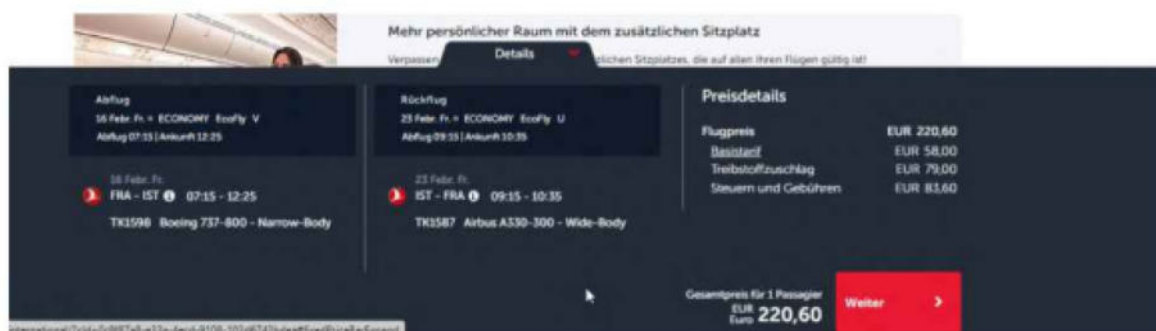 Mehr persönlicher Raum mit dem zusätzlichen Sitzplatz
Details
Verpassen
zlichen Sitzplatzes, die auf allen Ihren Flügen gültig ist!
Abflug
16 Febr. Fr. ECONOMY EcoFly V
Abflug 07:15 | Ankunft 12:25
16 Febr. Fr.
FRA - IST 07:15 - 12:25
TK1598 Boeing 737-800 - Narrow-Body
Rückflug
23 Febr. Fr. ECONOMY EcoFly U
Abflug 09:15 | Ankunft 10:35
23 Febr. Fr.
IST - FRA 09:15 - 10:35
TK1587 Airbus A330-300 - Wide-Body
Preisdetails
Flugpreis EUR 220,60
Basistarif EUR 58,00
Treibstoffzuschlag EUR 79,00
Steuern und Gebühren EUR 83,60
Gesamtpreis für 1 Passagier
EUR
Euro 220,60
Weiter